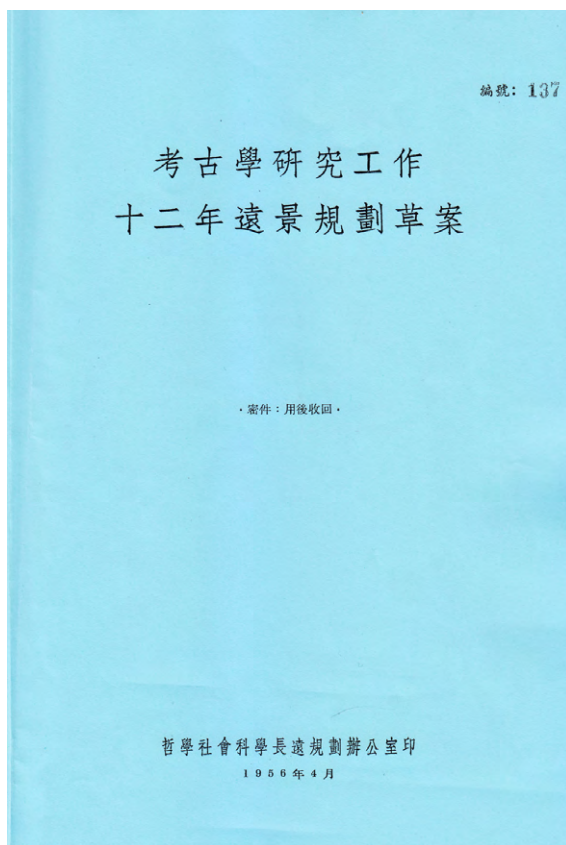 編號: 137
考古學研究工作
十二年遠景規劃草案
·密件：用後收回·
哲學社會科學長遠規劃辦公室印
1956年4月